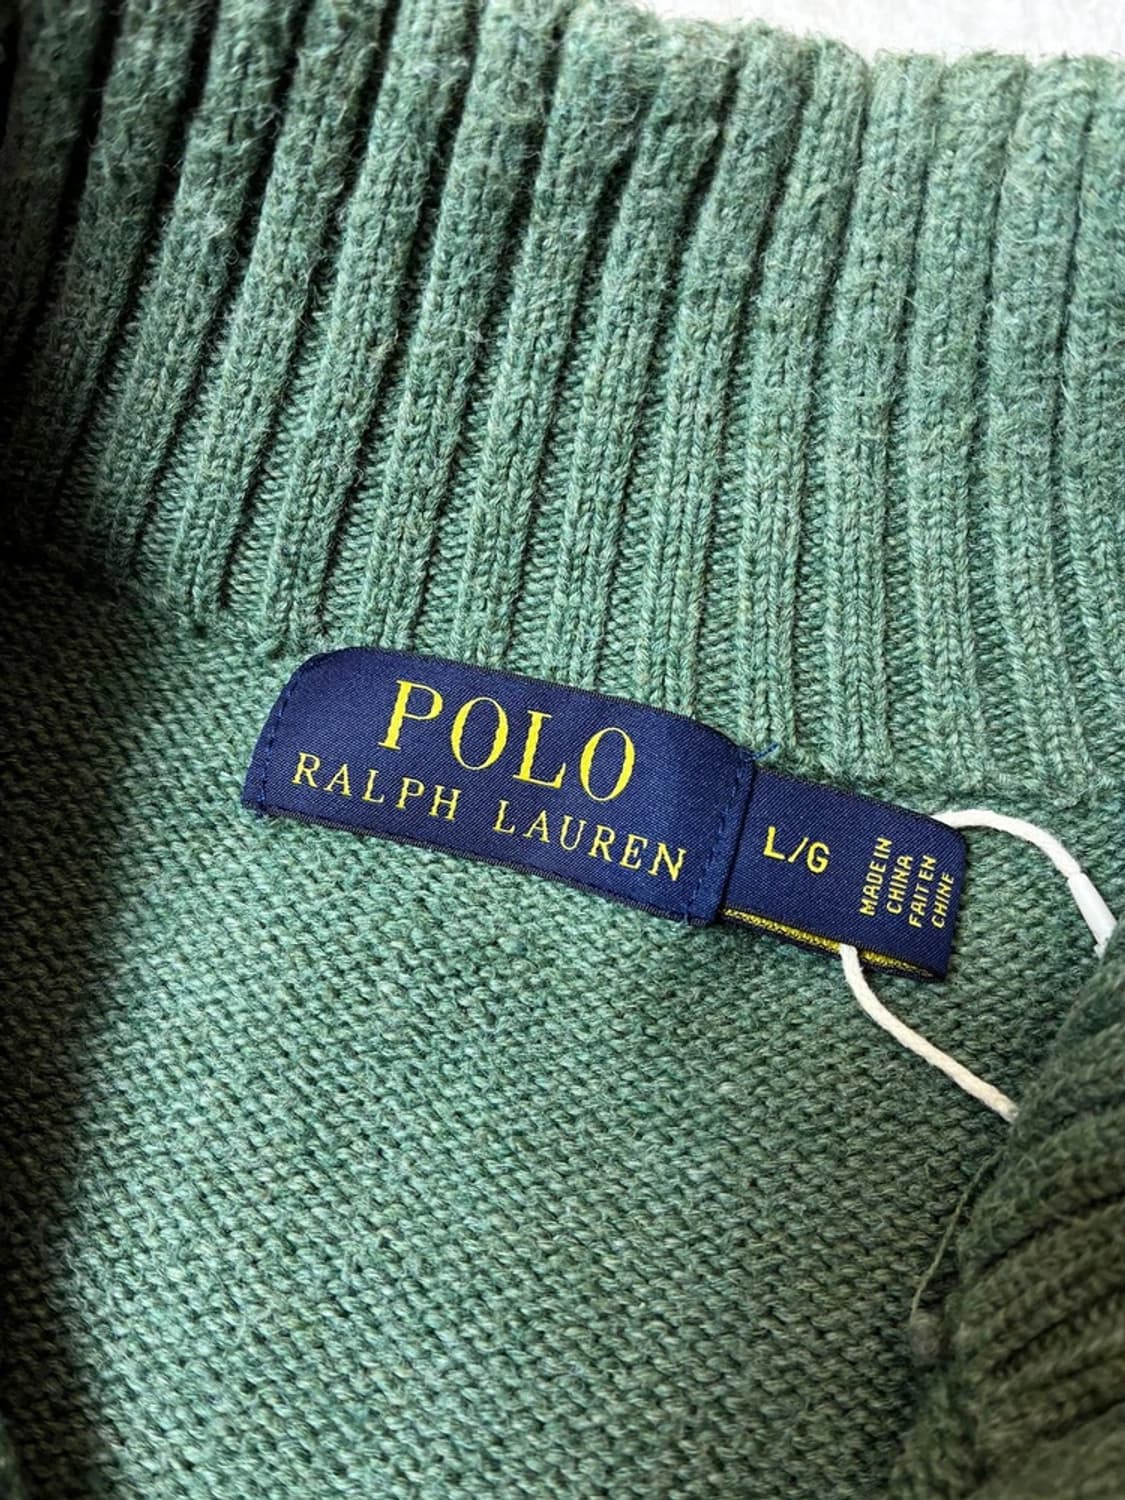 POLO
RALPH LAUREN
L/G
MADE IN
CHINA
FAIT EN
CHINE